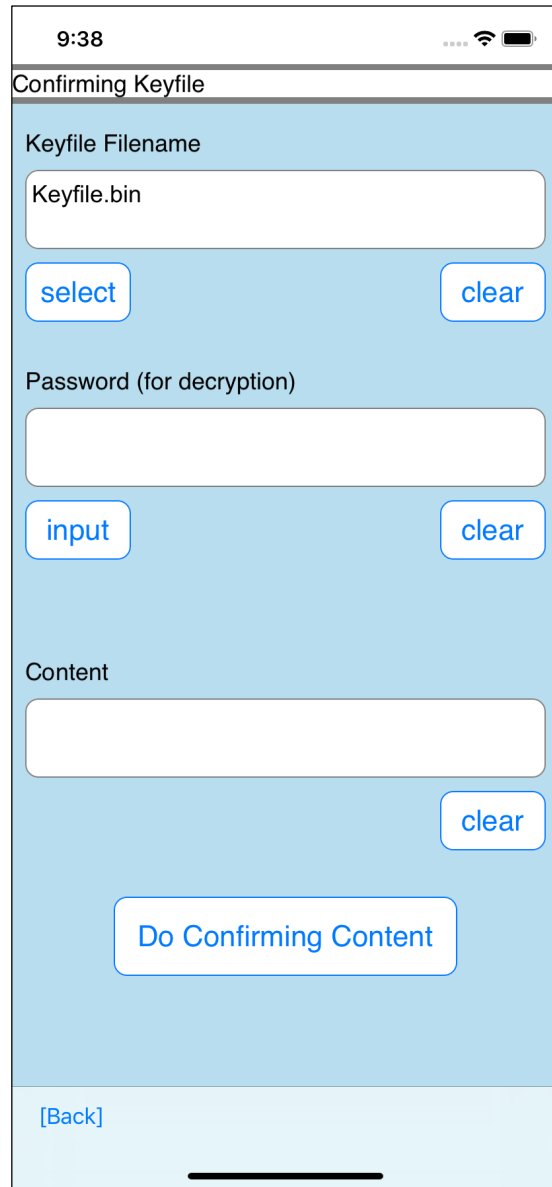 9:38
Confirming Keyfile
Keyfile Filename
Keyfile.bin
select clear
Password (for decryption)
input clear
Content
clear
Do Confirming Content
[Back]